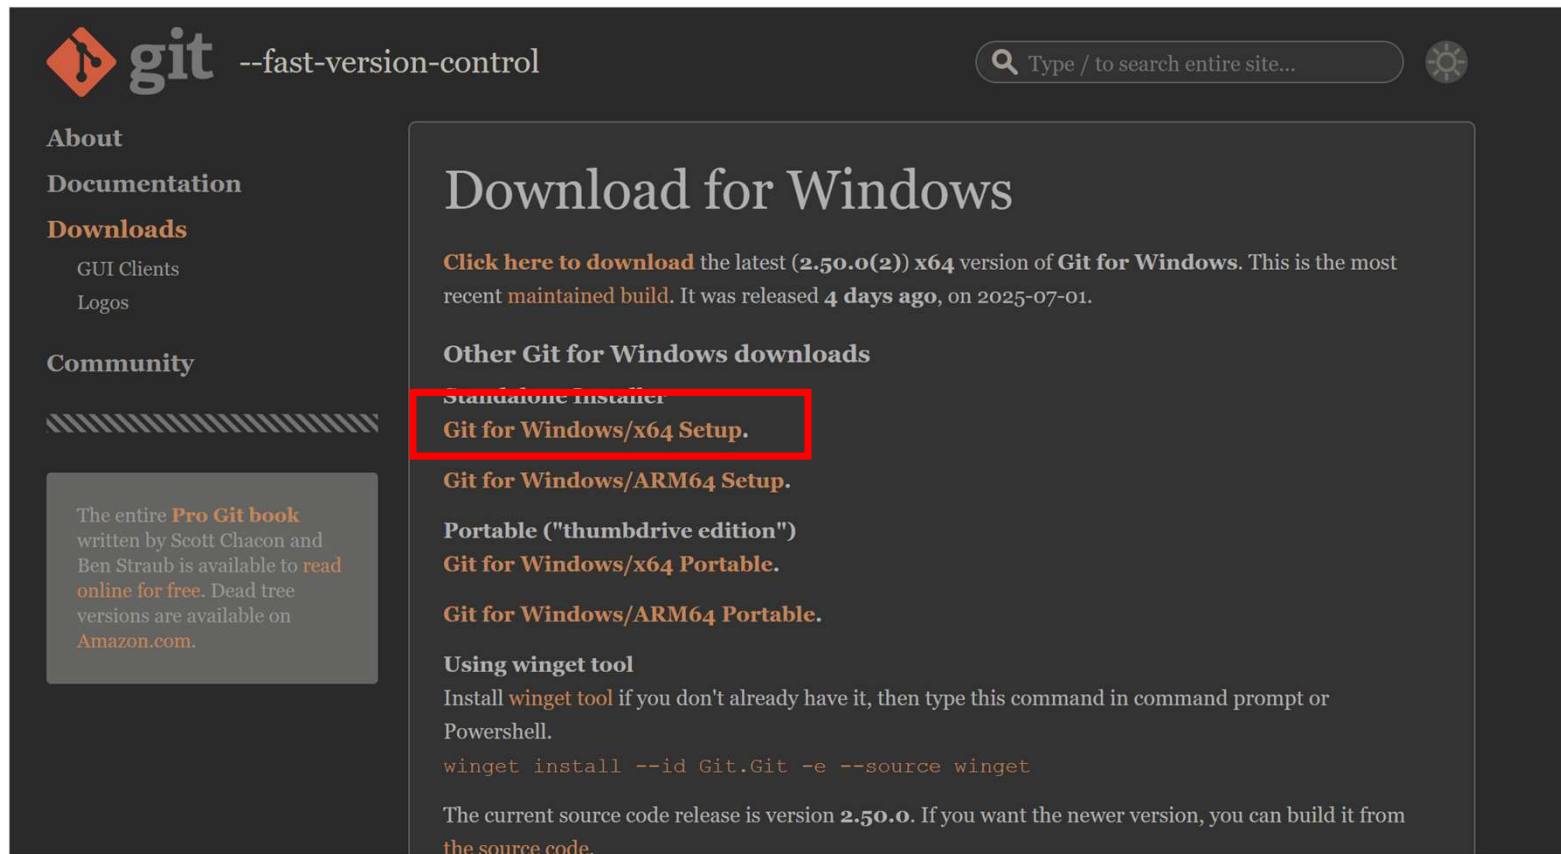 git --fast-version-control
Type / to search entire site...
About
Documentation
Downloads
GUI Clients
Logos
Community
The entire Pro Git book
written by Scott Chacon and
Ben Straub is available to read
online for free. Dead tree
versions are available on
Amazon.com.
Download for Windows
Click here to download the latest (2.50.0(2)) x64 version of Git for Windows. This is the most
recent maintained build. It was released 4 days ago, on 2025-07-01.
Other Git for Windows downloads
Standalone Installer
Git for Windows/x64 Setup.
Git for Windows/ARM64 Setup.
Portable ("thumbdrive edition")
Git for Windows/x64 Portable.
Git for Windows/ARM64 Portable.
Using winget tool
Install winget tool if you don't already have it, then type this command in command prompt or
Powershell.
winget install --id Git.Git -e --source winget
The current source code release is version 2.50.0. If you want the newer version, you can build it from
the source code.